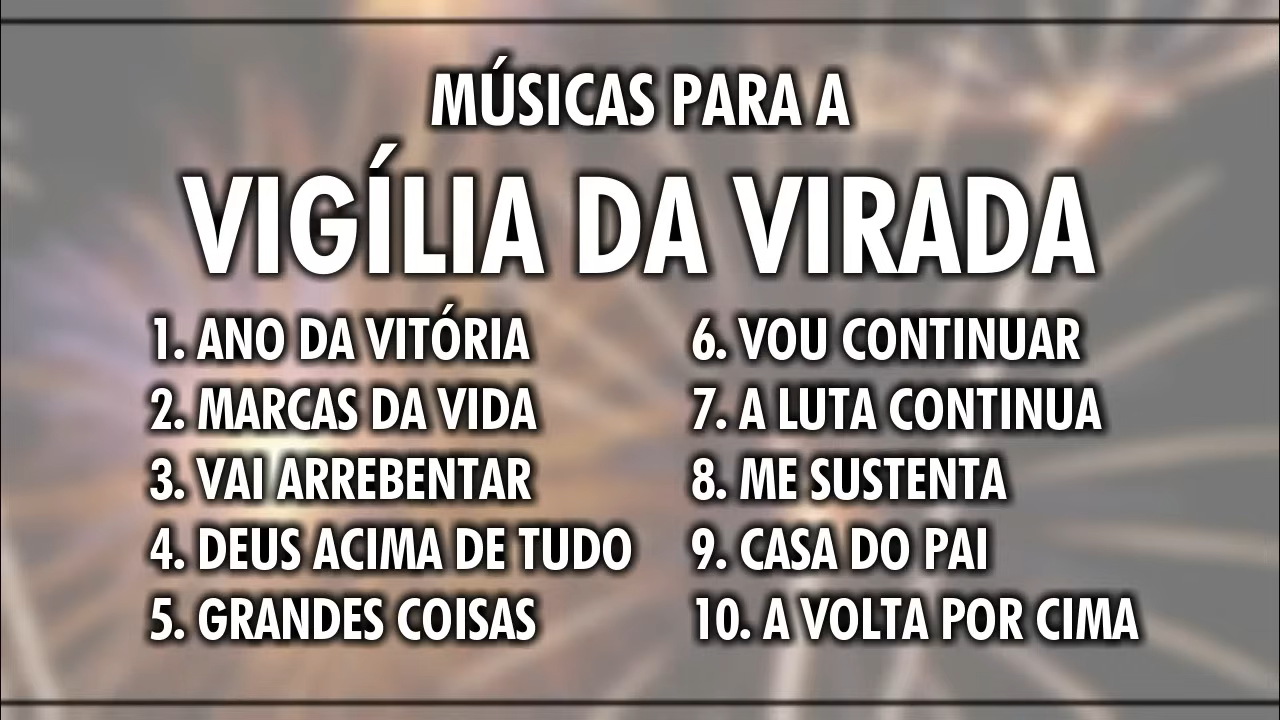 MÚSICAS PARA A
VIGÍLIA DA VIRADA
1. ANO DA VITÓRIA
2. MARCAS DA VIDA
3. VAI ARREBENTAR
4. DEUS ACIMA DE TUDO
5. GRANDES COISAS
6. VOU CONTINUAR
7. A LUTA CONTINUA
8. ME SUSTENTA
9. CASA DO PAI
10. A VOLTA POR CIMA